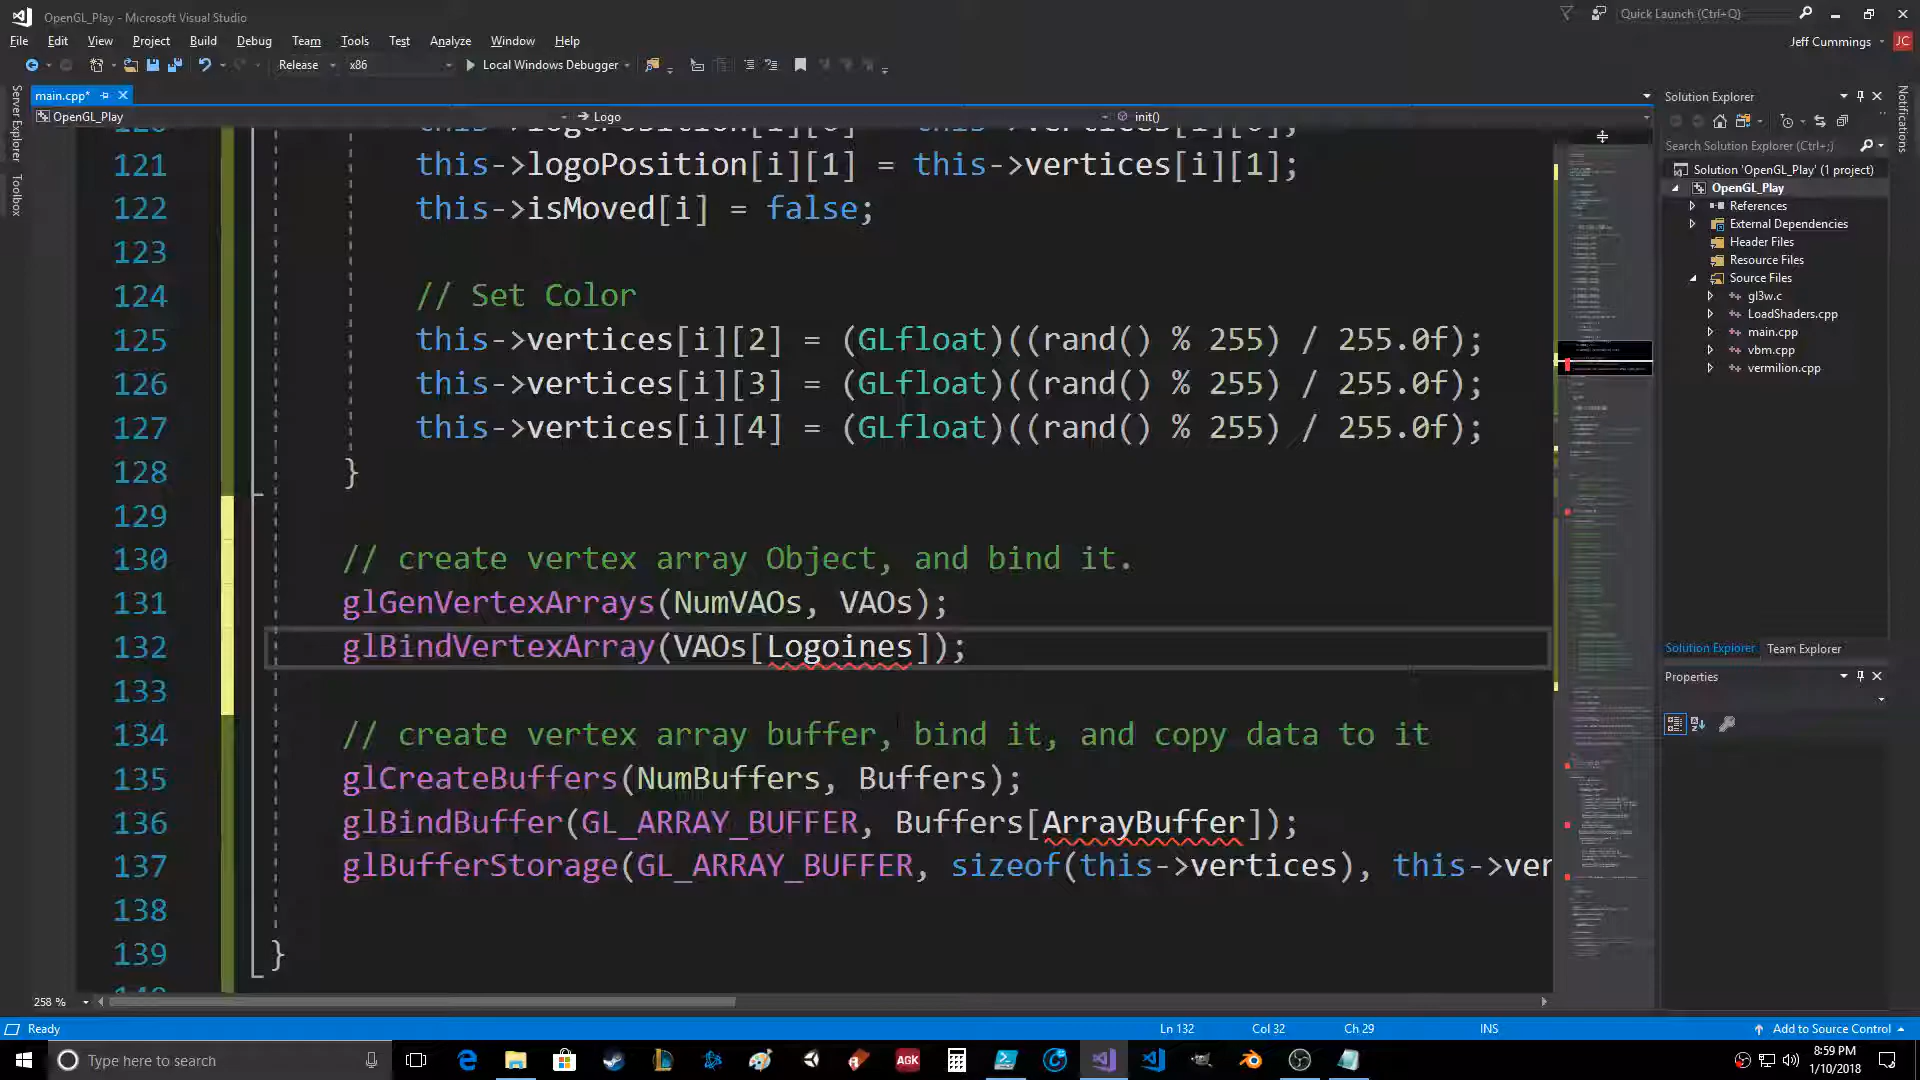 OpenGL_Play - Microsoft Visual Studio
Quick Launch (Ctrl+Q)
File Edit View Project Build Debug Team Tools Test Analyze Window Help
Jeff Cummings JC
Release x86 Local Windows Debugger
main.cpp*
OpenGL_Play Logo init()
121 this->logoPosition[i][1] = this->vertices[i][1];
122 this->isMoved[i] = false;
123
124 // Set Color
125 this->vertices[i][2] = (GLfloat)((rand() % 255) / 255.0f);
126 this->vertices[i][3] = (GLfloat)((rand() % 255) / 255.0f);
127 this->vertices[i][4] = (GLfloat)((rand() % 255) / 255.0f);
128 }
129
130 // create vertex array Object, and bind it.
131 glGenVertexArrays(NumVAOs, VAOs);
132 glBindVertexArray(VAOs[Logoines]);
133
134 // create vertex array buffer, bind it, and copy data to it
135 glCreateBuffers(NumBuffers, Buffers);
136 glBindBuffer(GL_ARRAY_BUFFER, Buffers[ArrayBuffer]);
137 glBufferStorage(GL_ARRAY_BUFFER, sizeof(this->vertices), this->ver
138
139 }
258 %
Server Explorer
Toolbox
Solution Explorer
Search Solution Explorer (Ctrl+;)
Solution 'OpenGL_Play' (1 project)
OpenGL_Play
References
External Dependencies
Header Files
Resource Files
Source Files
gl3w.c
LoadShaders.cpp
main.cpp
vbm.cpp
vermilion.cpp
Solution Explorer Team Explorer
Properties
Notifications
Ready Ln 132 Col 32 Ch 29 INS Add to Source Control
Type here to search
AGK
8:59 PM
1/10/2018